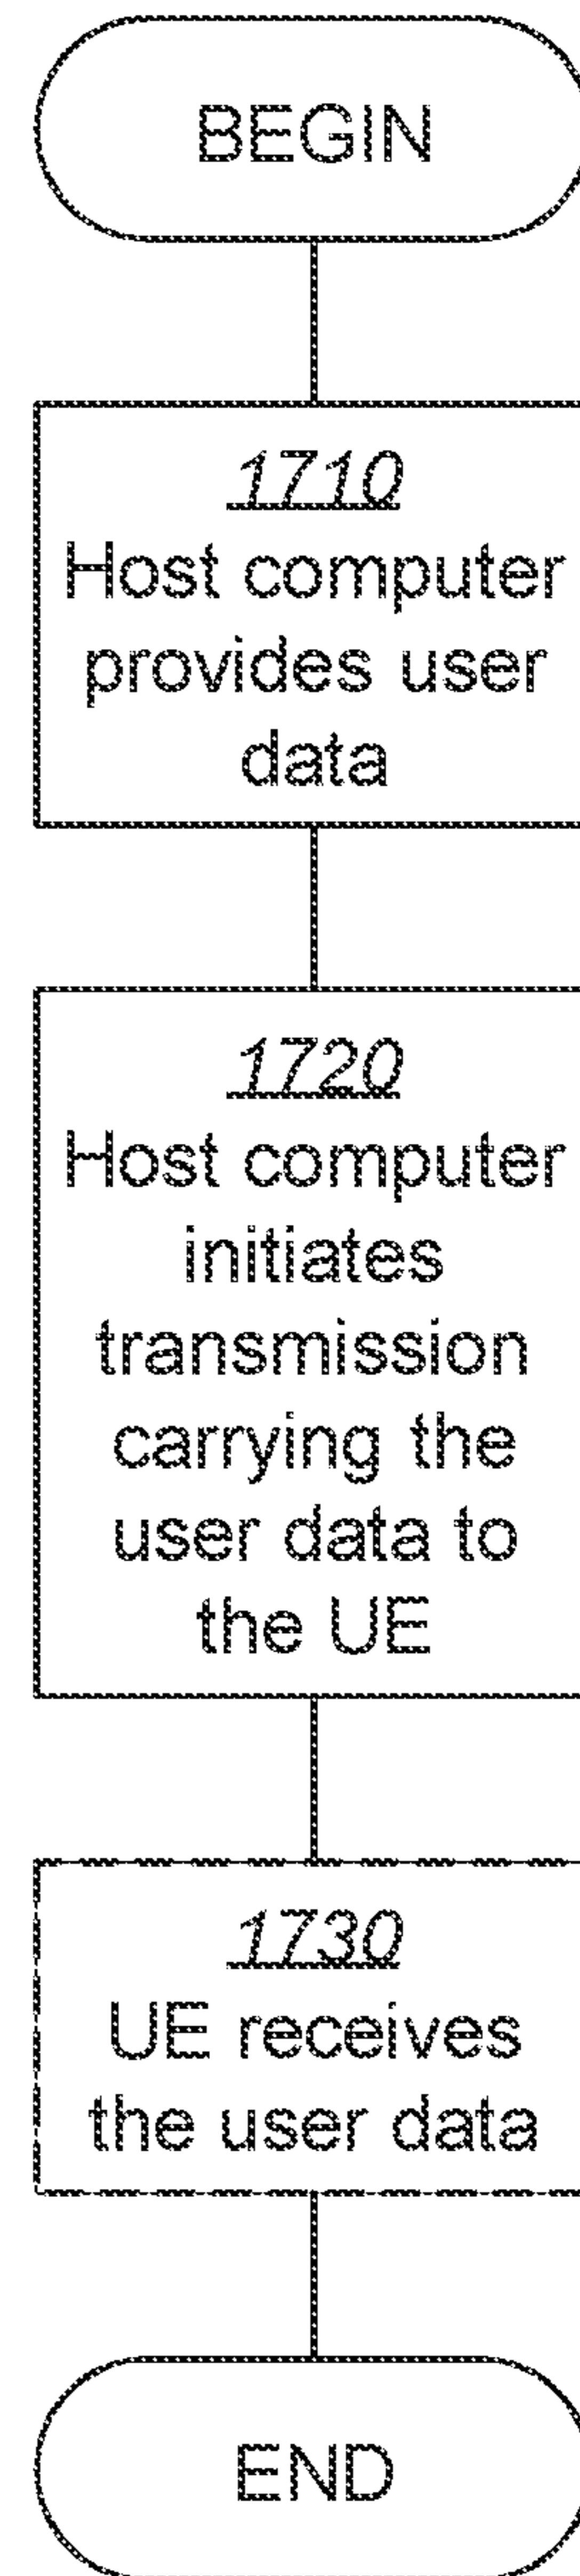 BEGIN
1710
Host computer
provides user
data
1720
Host computer
initiates
transmission
carrying the
user data to
the UE
1730
UE receives
the user data
END